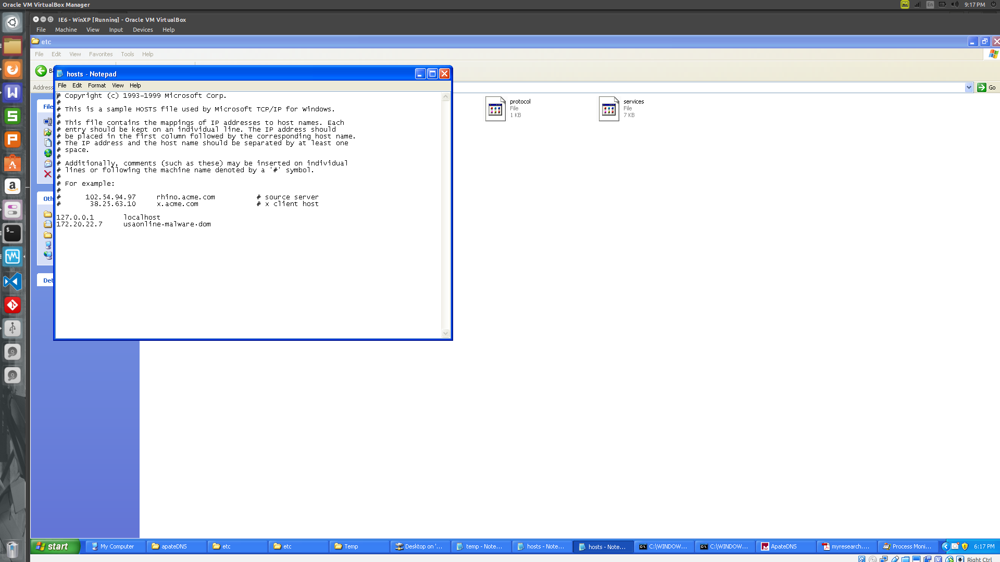 Oracle VM VirtualBox Manager
En
9:17 PM
IE6 - WinXP [Running] - Oracle VM VirtualBox
File Machine View Input Devices Help
etc
File Edit View Favorites Tools Help
Address
Go
hosts - Notepad
File Edit Format View Help
# Copyright (c) 1993-1999 Microsoft Corp.
#
# This is a sample HOSTS file used by Microsoft TCP/IP for Windows.
#
# This file contains the mappings of IP addresses to host names. Each
# entry should be kept on an individual line. The IP address should
# be placed in the first column followed by the corresponding host name.
# The IP address and the host name should be separated by at least one
# space.
#
# Additionally, comments (such as these) may be inserted on individual
# lines or following the machine name denoted by a '#' symbol.
#
# For example:
#
# 102.54.94.97 rhino.acme.com # source server
# 38.25.63.10 x.acme.com # x client host
127.0.0.1 localhost
172.20.22.7 usaonline.malware.dom
protocol
File
1 KB
services
File
7 KB
File
Oth
Det
start
My Computer
apateDNS
etc
etc
Temp
Desktop on '...
temp - Note...
hosts - Note...
hosts - Note...
C:\WINDOW...
C:\WINDOW...
ApateDNS
myresearch....
Process Moni...
6:17 PM
Right Ctrl